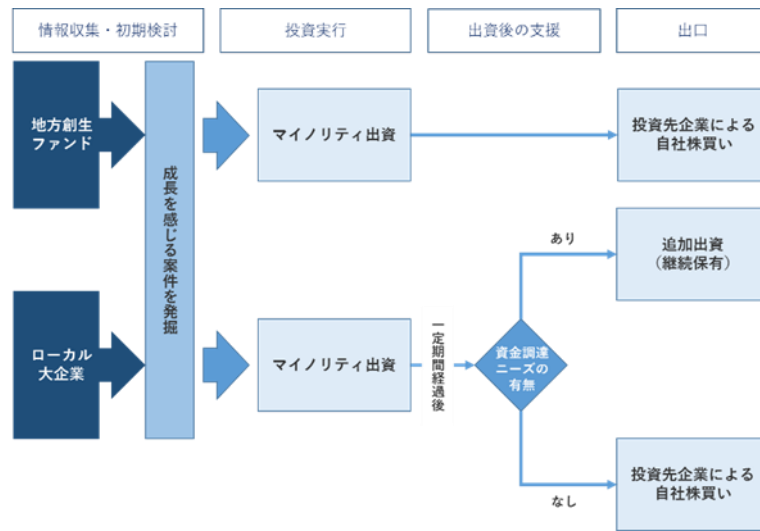 情報収集・初期検討
投資実行
出資後の支援
出口
地方創生
ファンド
成長を感じる案件を発掘
マイノリティ出資
投資先企業による
自社株買い
あり
追加出資
（継続保有）
ローカル
大企業
マイノリティ出資
一定期間経過後
資金調達
ニーズの
有無
なし
投資先企業による
自社株買い